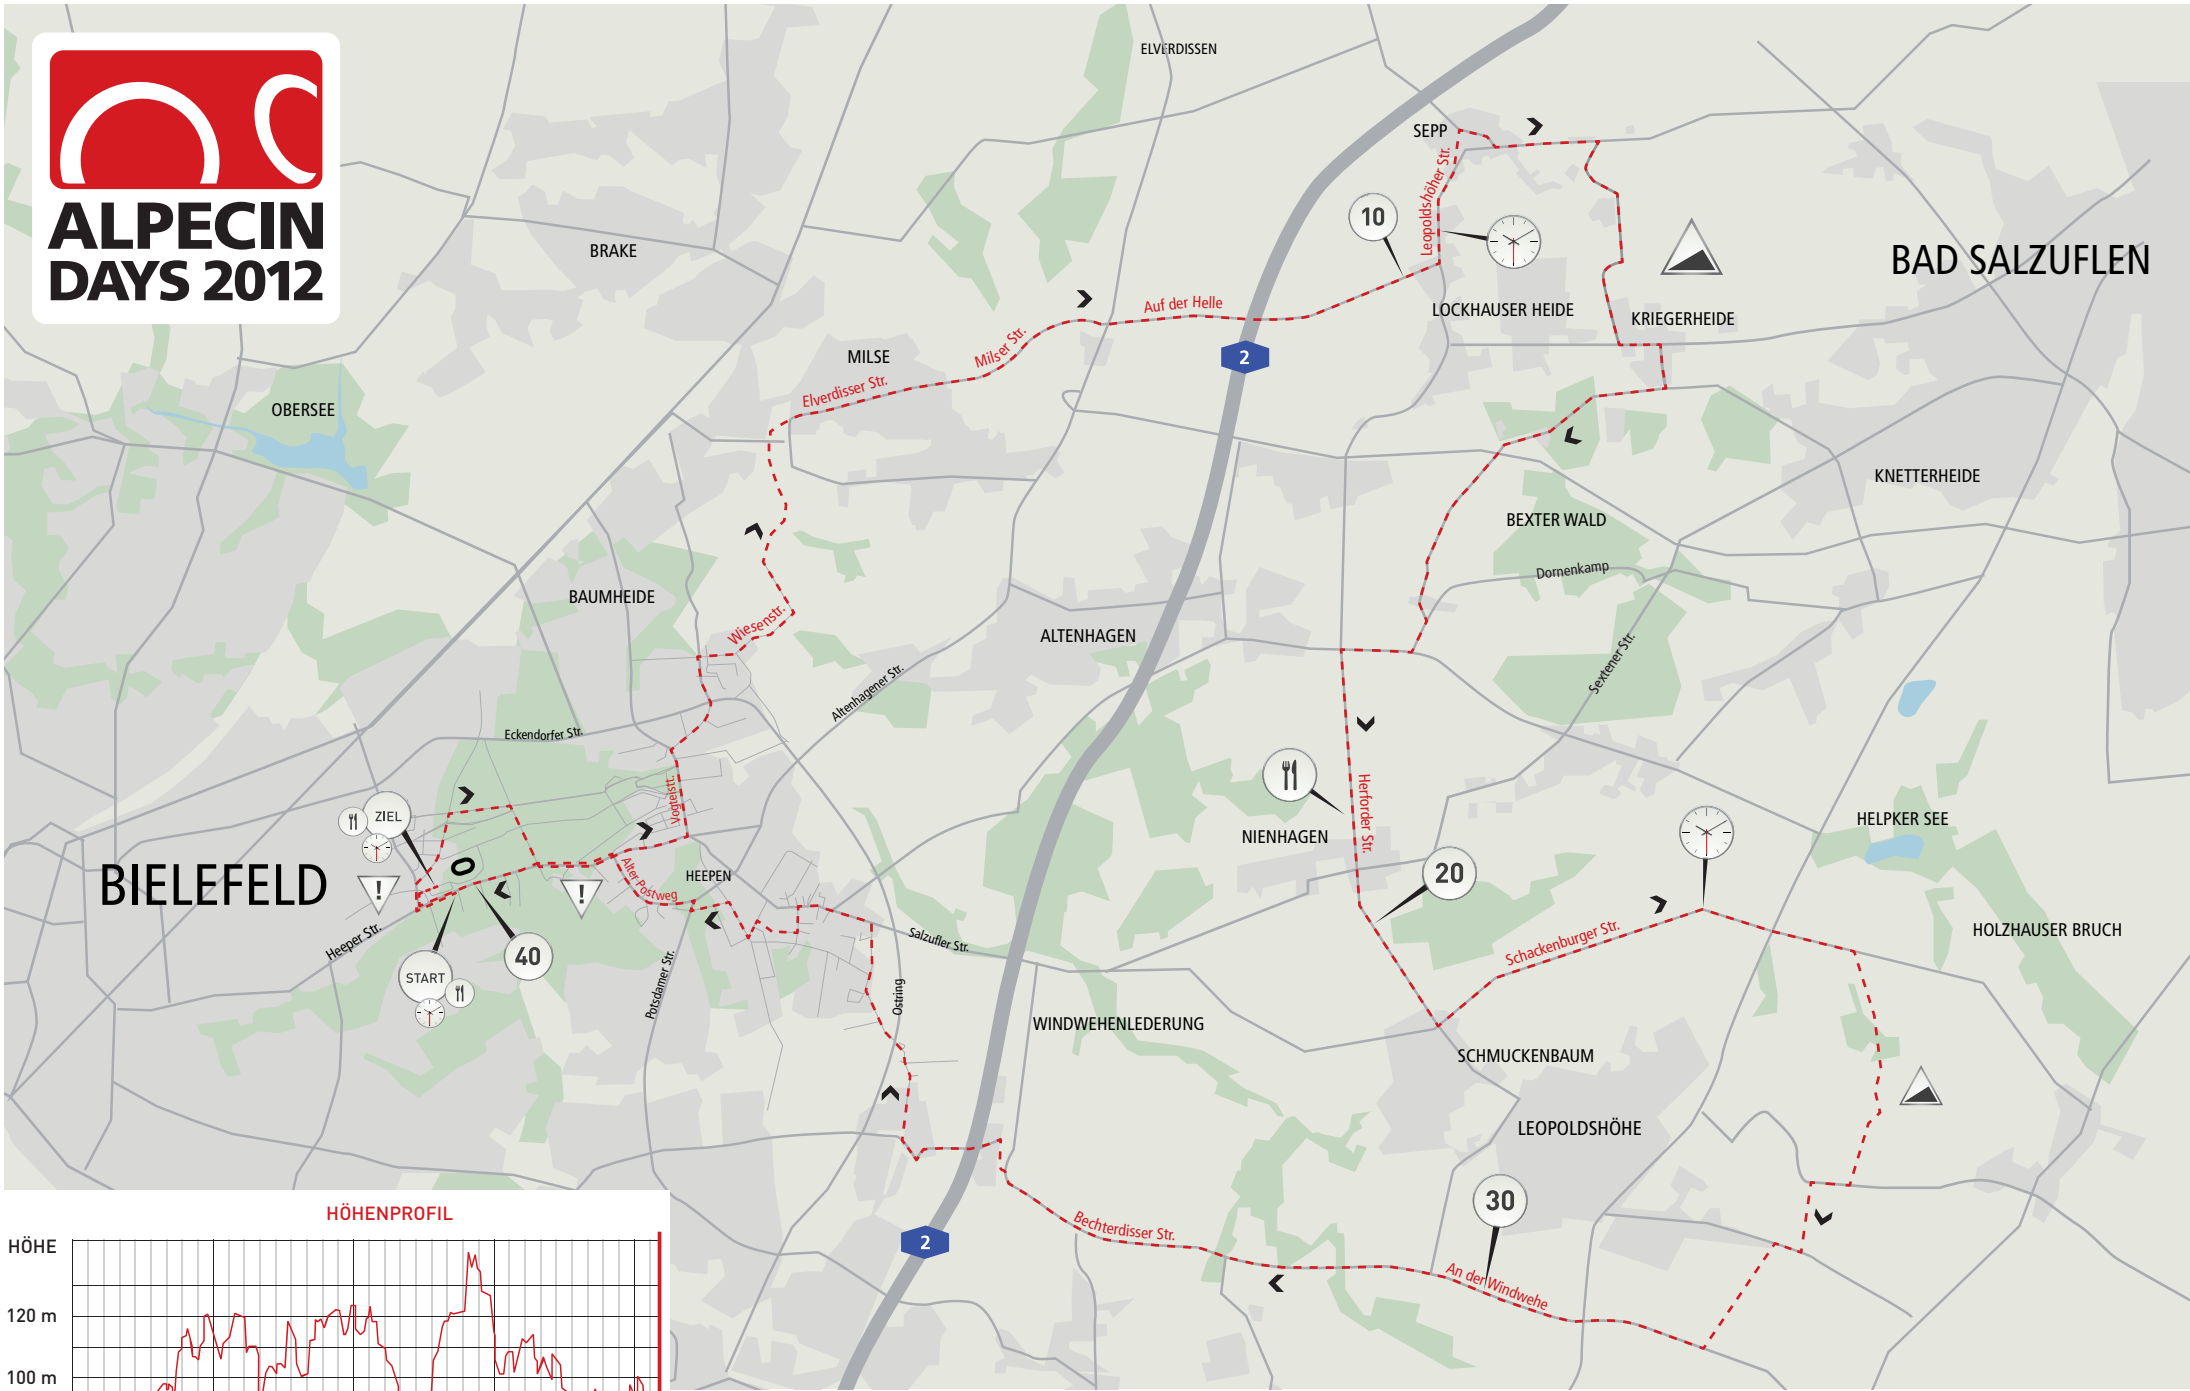 ALPECIN
DAYS 2012
ELVERDISSEN
SEPP
Leopoldshöher Str.
10
BRAKE
BAD SALZUFLEN
Auf der Helle
LOCKHAUSER HEIDE
KRIEGERHEIDE
Milser Str.
MILSE
2
Elverdisser Str.
OBERSEE
KNETTERHEIDE
BEXTER WALD
Dornenkamp
BAUMHEIDE
Wiesenstr.
ALTENHAGEN
Sextener Str.
Altenhagener Str.
Eckendorfer Str.
Vogteistr.
Herforder Str.
ZIEL
HELPKER SEE
NIENHAGEN
0
BIELEFELD
!
!
Alter Postweg
HEEPEN
20
Heeper Str.
40
START
Salzufler Str.
Schackenburger Str.
HOLZHAUSER BRUCH
Potsdamer Str.
Ostring
WINDWEHENLEDERUNG
SCHMUCKENBAUM
LEOPOLDSHÖHE
30
Bechterdisser Str.
2
An der Windwehe
HÖHENPROFIL
HÖHE
120 m
100 m